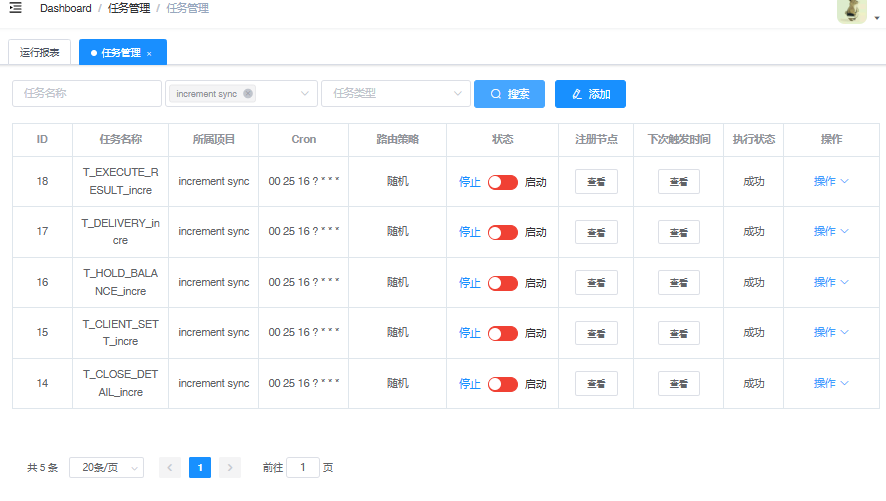 Dashboard / 任务管理 / 任务管理
运行报表 任务管理 ×
任务名称 increment sync 任务类型 搜索 添加
ID 任务名称 所属项目 Cron 路由策略 状态 注册节点 下次触发时间 执行状态 操作
18 T_EXECUTE_R increment sync 00 25 16 ? * * * 随机 停止 启动 查看 查看 成功 操作
ESULT_incre
17 T_DELIVERY_in increment sync 00 25 16 ? * * * 随机 停止 启动 查看 查看 成功 操作
cre
16 T_HOLD_BALA increment sync 00 25 16 ? * * * 随机 停止 启动 查看 查看 成功 操作
NCE_incre
15 T_CLIENT_SET increment sync 00 25 16 ? * * * 随机 停止 启动 查看 查看 成功 操作
T_incre
14 T_CLOSE_DET increment sync 00 25 16 ? * * * 随机 停止 启动 查看 查看 成功 操作
AIL_incre
共 5 条 20条/页 1 前往 1 页